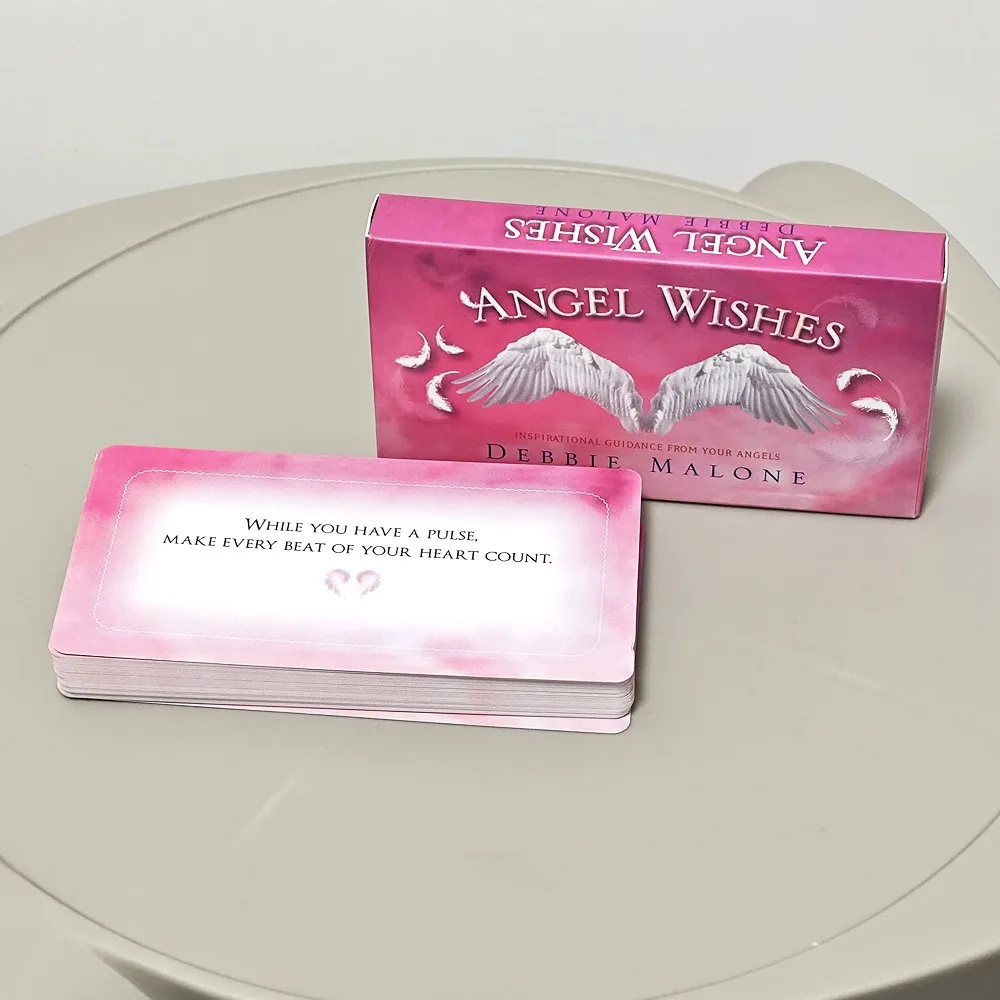 DEBBIE MALONE
ANGEL WISHES
ANGEL WISHES
INSPIRATIONAL GUIDANCE FROM YOUR ANGELS
DEBBIE MALONE
WHILE YOU HAVE A PULSE,
MAKE EVERY BEAT OF YOUR HEART COUNT.